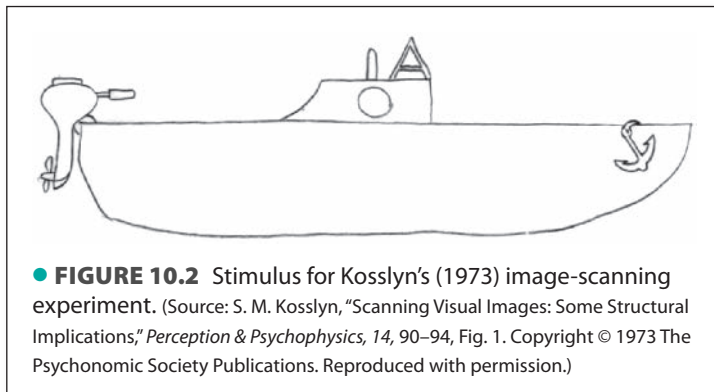 ● FIGURE 10.2 Stimulus for Kosslyn's (1973) image-scanning
experiment. (Source: S. M. Kosslyn, "Scanning Visual Images: Some Structural
Implications," Perception & Psychophysics, 14, 90–94, Fig. 1. Copyright © 1973 The
Psychonomic Society Publications. Reproduced with permission.)